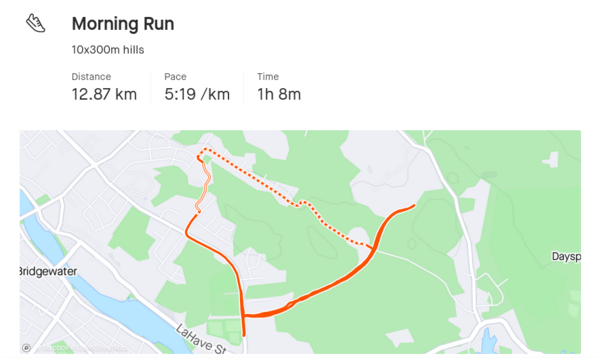 Morning Run
10x300m hills
Distance Pace Time
12.87 km 5:19 /km 1h 8m
Bridgewater
Daysp
LaHave St